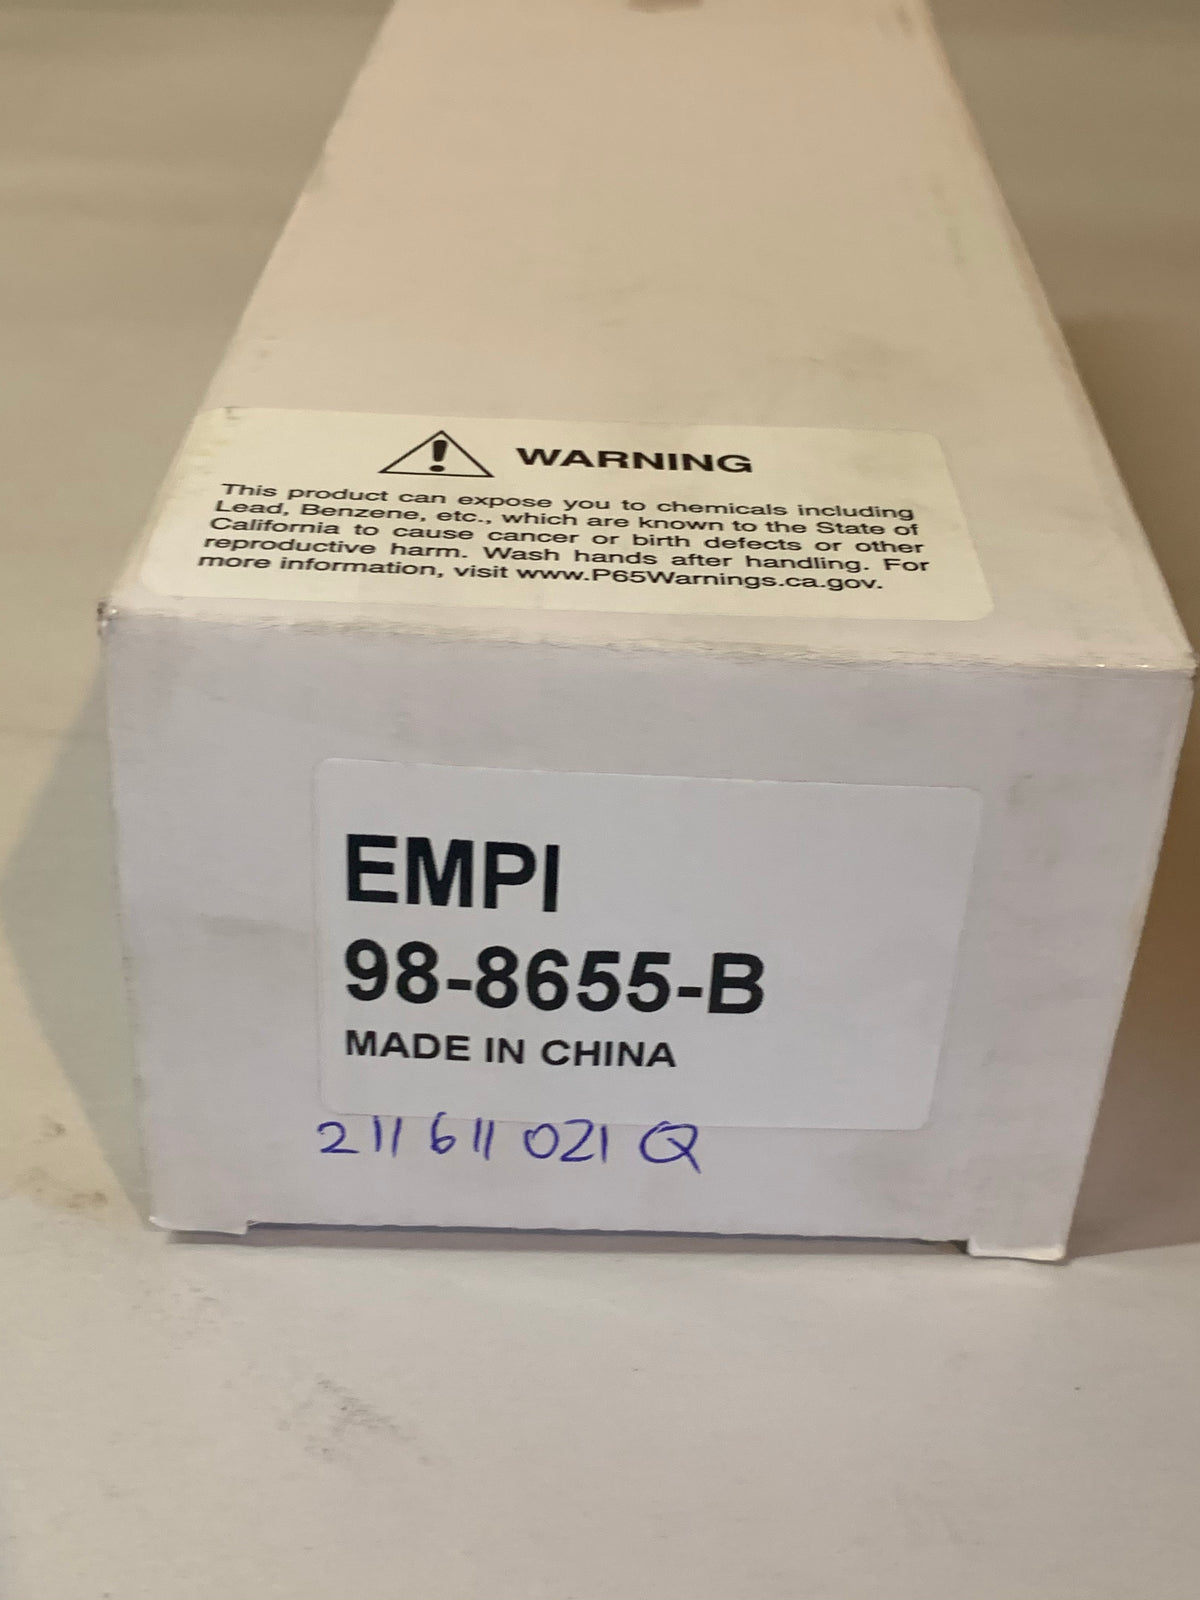 WARNING
This product can expose you to chemicals including
Lead, Benzene, etc., which are known to the State of
California to cause cancer or birth defects or other
reproductive harm. Wash hands after handling. For
more information, visit www.P65Warnings.ca.gov.
EMPI
98-8655-B
MADE IN CHINA
211 611 021 Q